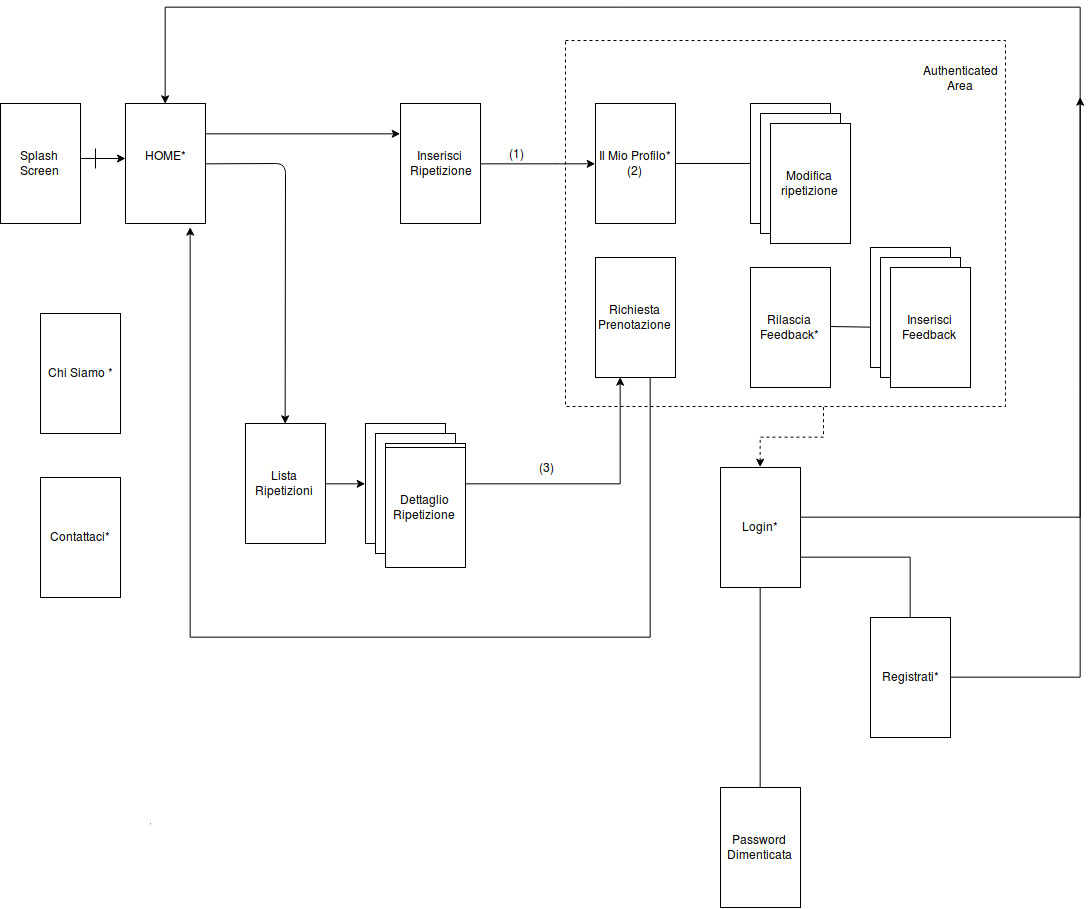 Authenticated
Area
Splash
Screen
HOME*
Inserisci
Ripetizione
(1)
Il Mio Profilo*
(2)
Modifica
ripetizione
Richiesta
Prenotazione
Rilascia
Feedback*
Inserisci
Feedback
Chi Siamo *
Lista
Ripetizioni
(3)
Dettaglio
Ripetizione
Contattaci*
Login*
Registrati*
Password
Dimenticata